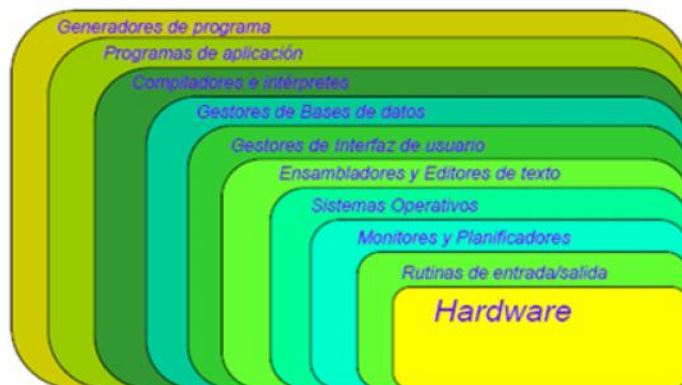 Generadores de programa
Programas de aplicación
Compiladores e intérpretes
Gestores de Bases de datos
Gestores de Interfaz de usuario
Ensambladores y Editores de texto
Sistemas Operativos
Monitores y Planificadores
Rutinas de entrada/salida
Hardware